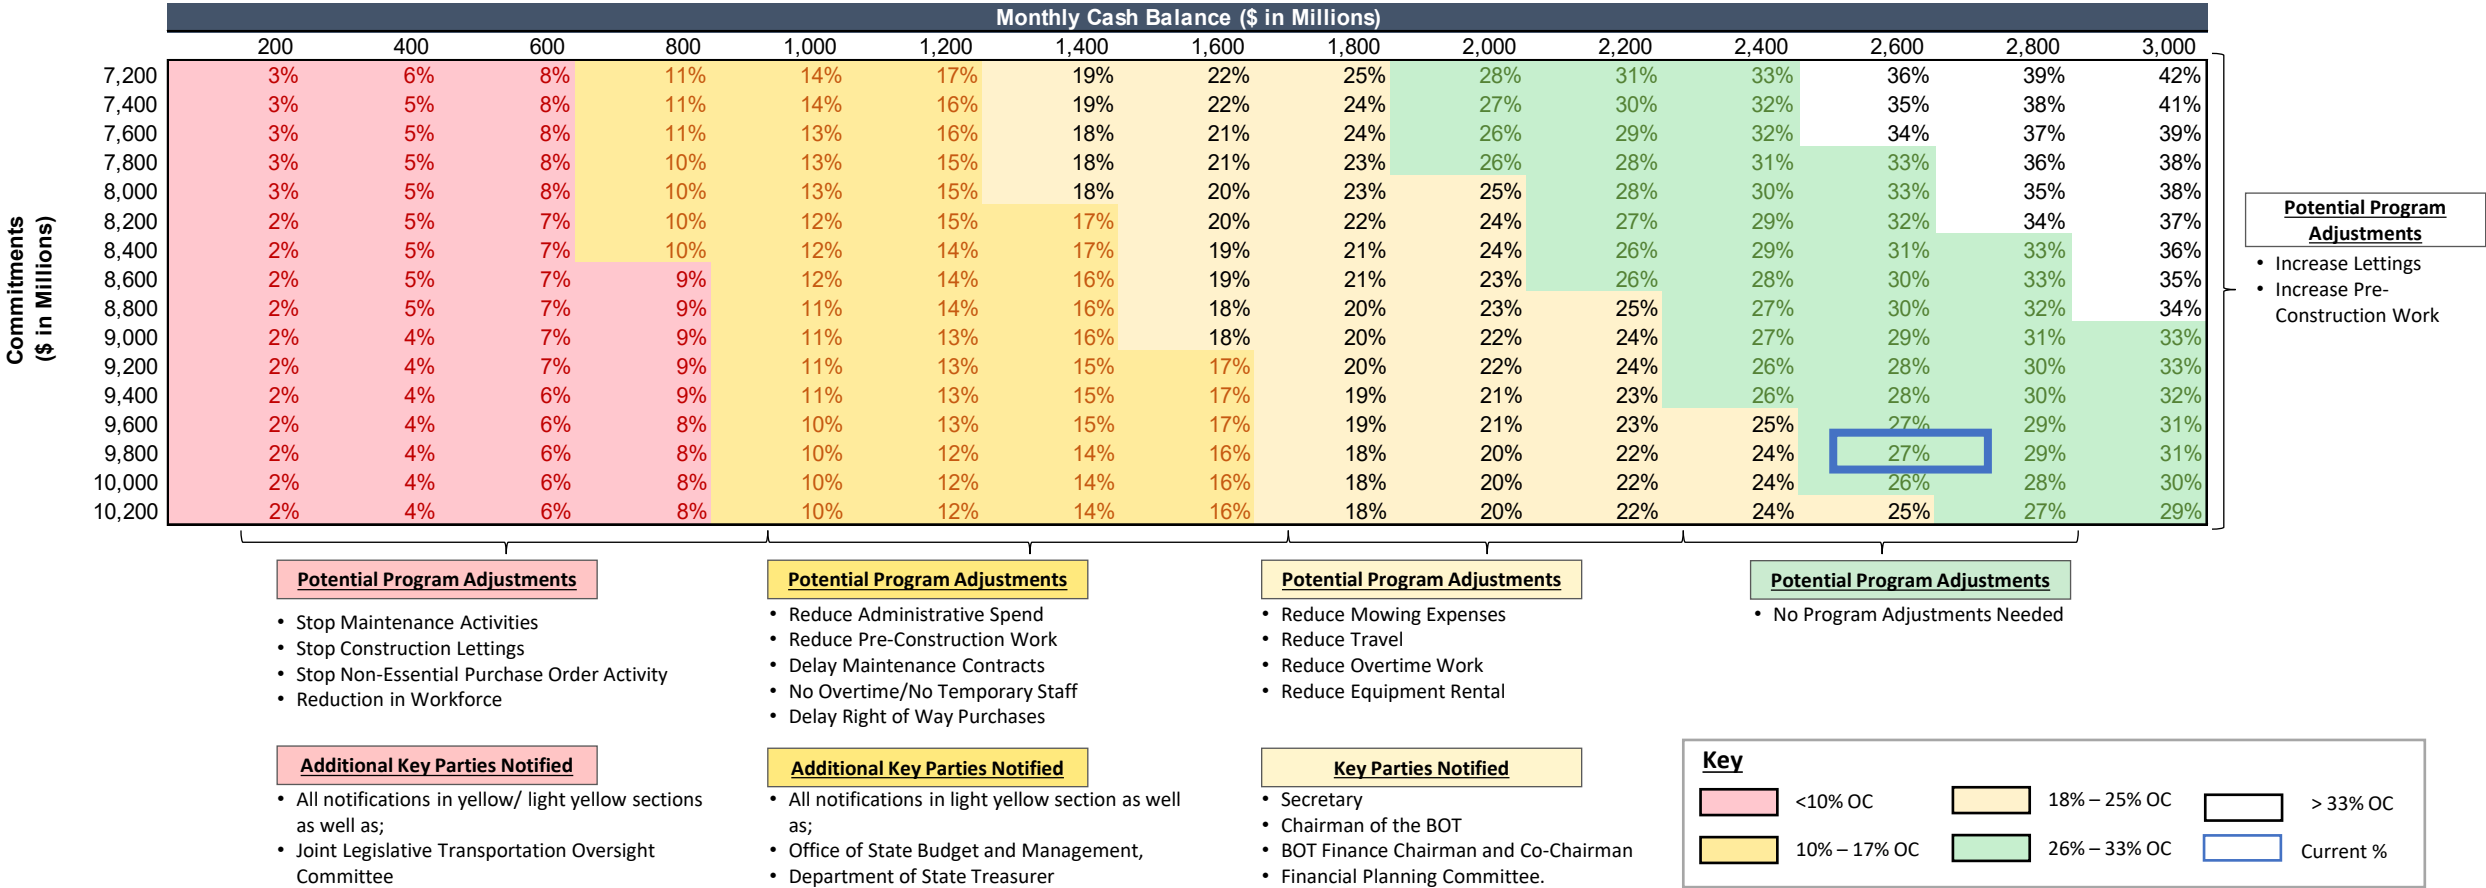 Monthly Cash Balance ($ in Millions)
200 400 600 800 1,000 1,200 1,400 1,600 1,800 2,000 2,200 2,400 2,600 2,800 3,000
Commitments
($ in Millions)
7,200 3% 6% 8% 11% 14% 17% 19% 22% 25% 28% 31% 33% 36% 39% 42%
7,400 3% 5% 8% 11% 14% 16% 19% 22% 24% 27% 30% 32% 35% 38% 41%
7,600 3% 5% 8% 11% 13% 16% 18% 21% 24% 26% 29% 32% 34% 37% 39%
7,800 3% 5% 8% 10% 13% 15% 18% 21% 23% 26% 28% 31% 33% 36% 38%
8,000 3% 5% 8% 10% 13% 15% 18% 20% 23% 25% 28% 30% 33% 35% 38%
8,200 2% 5% 7% 10% 12% 15% 17% 20% 22% 24% 27% 29% 32% 34% 37%
8,400 2% 5% 7% 10% 12% 14% 17% 19% 21% 24% 26% 29% 31% 33% 36%
8,600 2% 5% 7% 9% 12% 14% 16% 19% 21% 23% 26% 28% 30% 33% 35%
8,800 2% 5% 7% 9% 11% 14% 16% 18% 20% 23% 25% 27% 30% 32% 34%
9,000 2% 4% 7% 9% 11% 13% 16% 18% 20% 22% 24% 27% 29% 31% 33%
9,200 2% 4% 7% 9% 11% 13% 15% 17% 20% 22% 24% 26% 28% 30% 33%
9,400 2% 4% 6% 9% 11% 13% 15% 17% 19% 21% 23% 26% 28% 30% 32%
9,600 2% 4% 6% 8% 10% 13% 15% 17% 19% 21% 23% 25% 27% 29% 31%
9,800 2% 4% 6% 8% 10% 12% 14% 16% 18% 20% 22% 24% 27% 29% 31%
10,000 2% 4% 6% 8% 10% 12% 14% 16% 18% 20% 22% 24% 26% 28% 30%
10,200 2% 4% 6% 8% 10% 12% 14% 16% 18% 20% 22% 24% 25% 27% 29%
Potential Program
Adjustments
• Increase Lettings
• Increase Pre-
Construction Work
Potential Program Adjustments
• Stop Maintenance Activities
• Stop Construction Lettings
• Stop Non-Essential Purchase Order Activity
• Reduction in Workforce
Potential Program Adjustments
• Reduce Administrative Spend
• Reduce Pre-Construction Work
• Delay Maintenance Contracts
• No Overtime/No Temporary Staff
• Delay Right of Way Purchases
Potential Program Adjustments
• Reduce Mowing Expenses
• Reduce Travel
• Reduce Overtime Work
• Reduce Equipment Rental
Potential Program Adjustments
• No Program Adjustments Needed
Additional Key Parties Notified
• All notifications in yellow/ light yellow sections
as well as;
• Joint Legislative Transportation Oversight
Committee
Additional Key Parties Notified
• All notifications in light yellow section as well
as;
• Office of State Budget and Management,
• Department of State Treasurer
Key Parties Notified
• Secretary
• Chairman of the BOT
• BOT Finance Chairman and Co-Chairman
• Financial Planning Committee.
Key
<10% OC 18% – 25% OC > 33% OC
10% – 17% OC 26% – 33% OC Current %